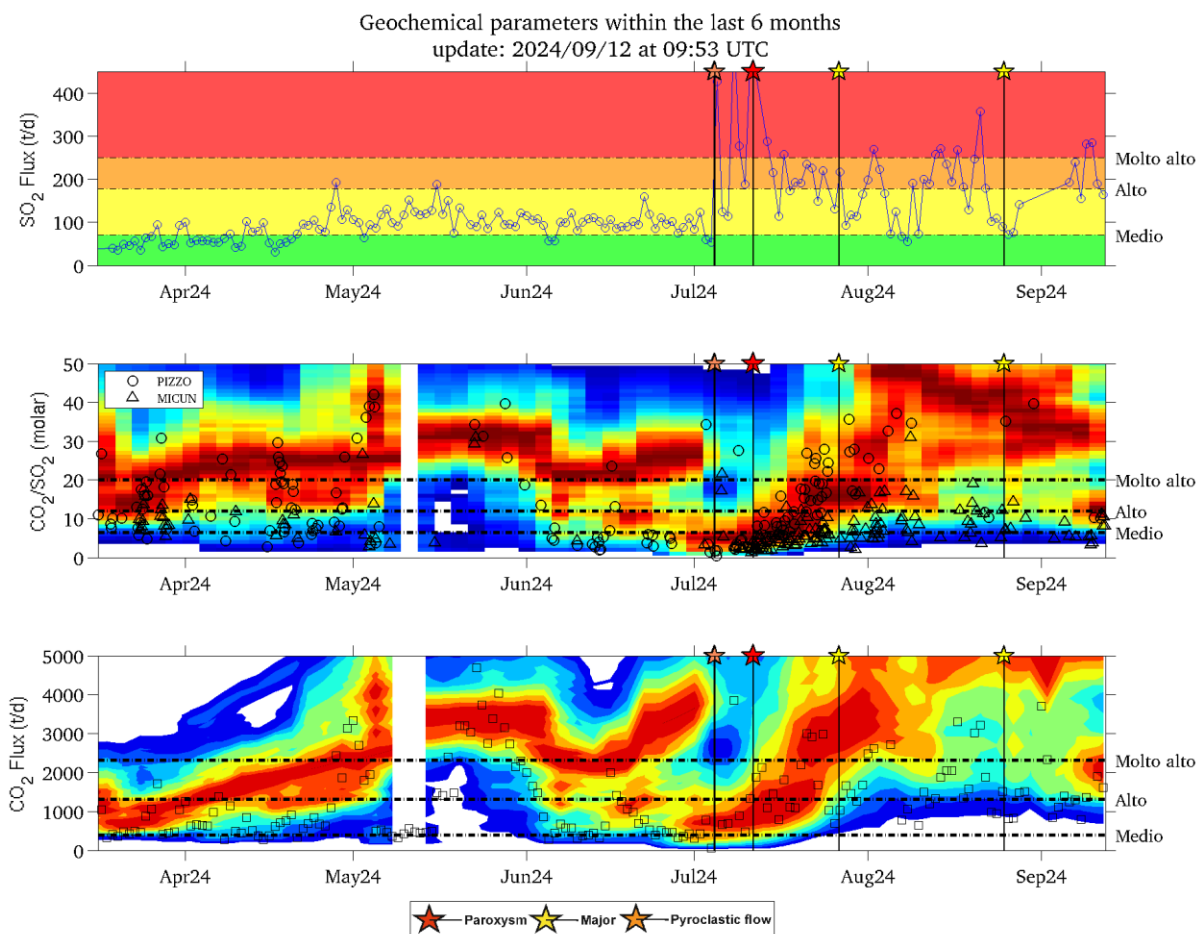 Geochemical parameters within the last 6 months
update: 2024/09/12 at 09:53 UTC
SO2 Flux (t/d)
400
300
200
100
0
Molto alto
Alto
Medio
Apr24 May24 Jun24 Jul24 Aug24 Sep24
CO2/SO2 (molar)
50
40
30
20
10
0
PIZZO
MICUN
Molto alto
Alto
Medio
Apr24 May24 Jun24 Jul24 Aug24 Sep24
CO2 Flux (t/d)
5000
4000
3000
2000
1000
0
Molto alto
Alto
Medio
Apr24 May24 Jun24 Jul24 Aug24 Sep24
Paroxysm Major Pyroclastic flow